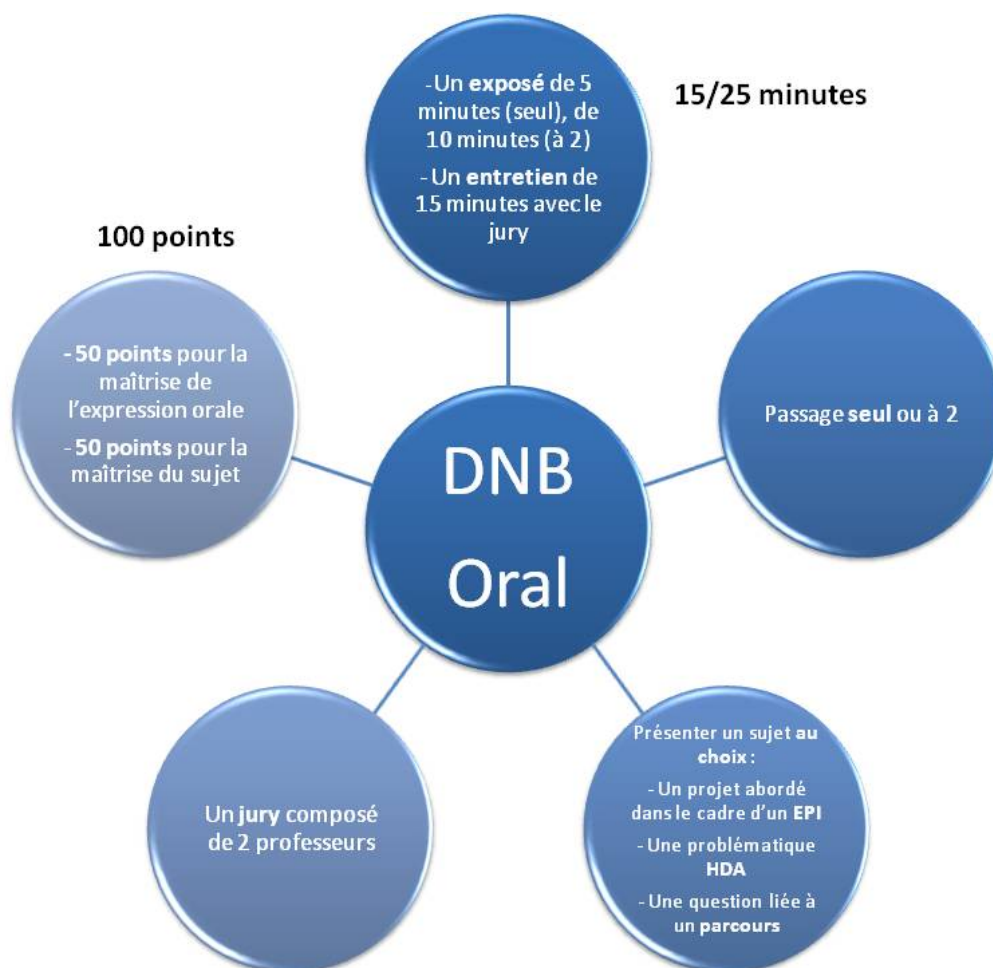 - Un exposé de 5
minutes (seul), de
10 minutes (à 2)
- Un entretien de
15 minutes avec le
jury
15/25 minutes
100 points
- 50 points pour la
maîtrise de
l'expression orale
- 50 points pour la
maîtrise du sujet
DNB
Oral
Passage seul ou à 2
Un jury composé
de 2 professeurs
Présenter un sujet au
choix :
- Un projet abordé
dans le cadre d'un EPI
- Une problématique
HDA
- Une question liée à
un parcours